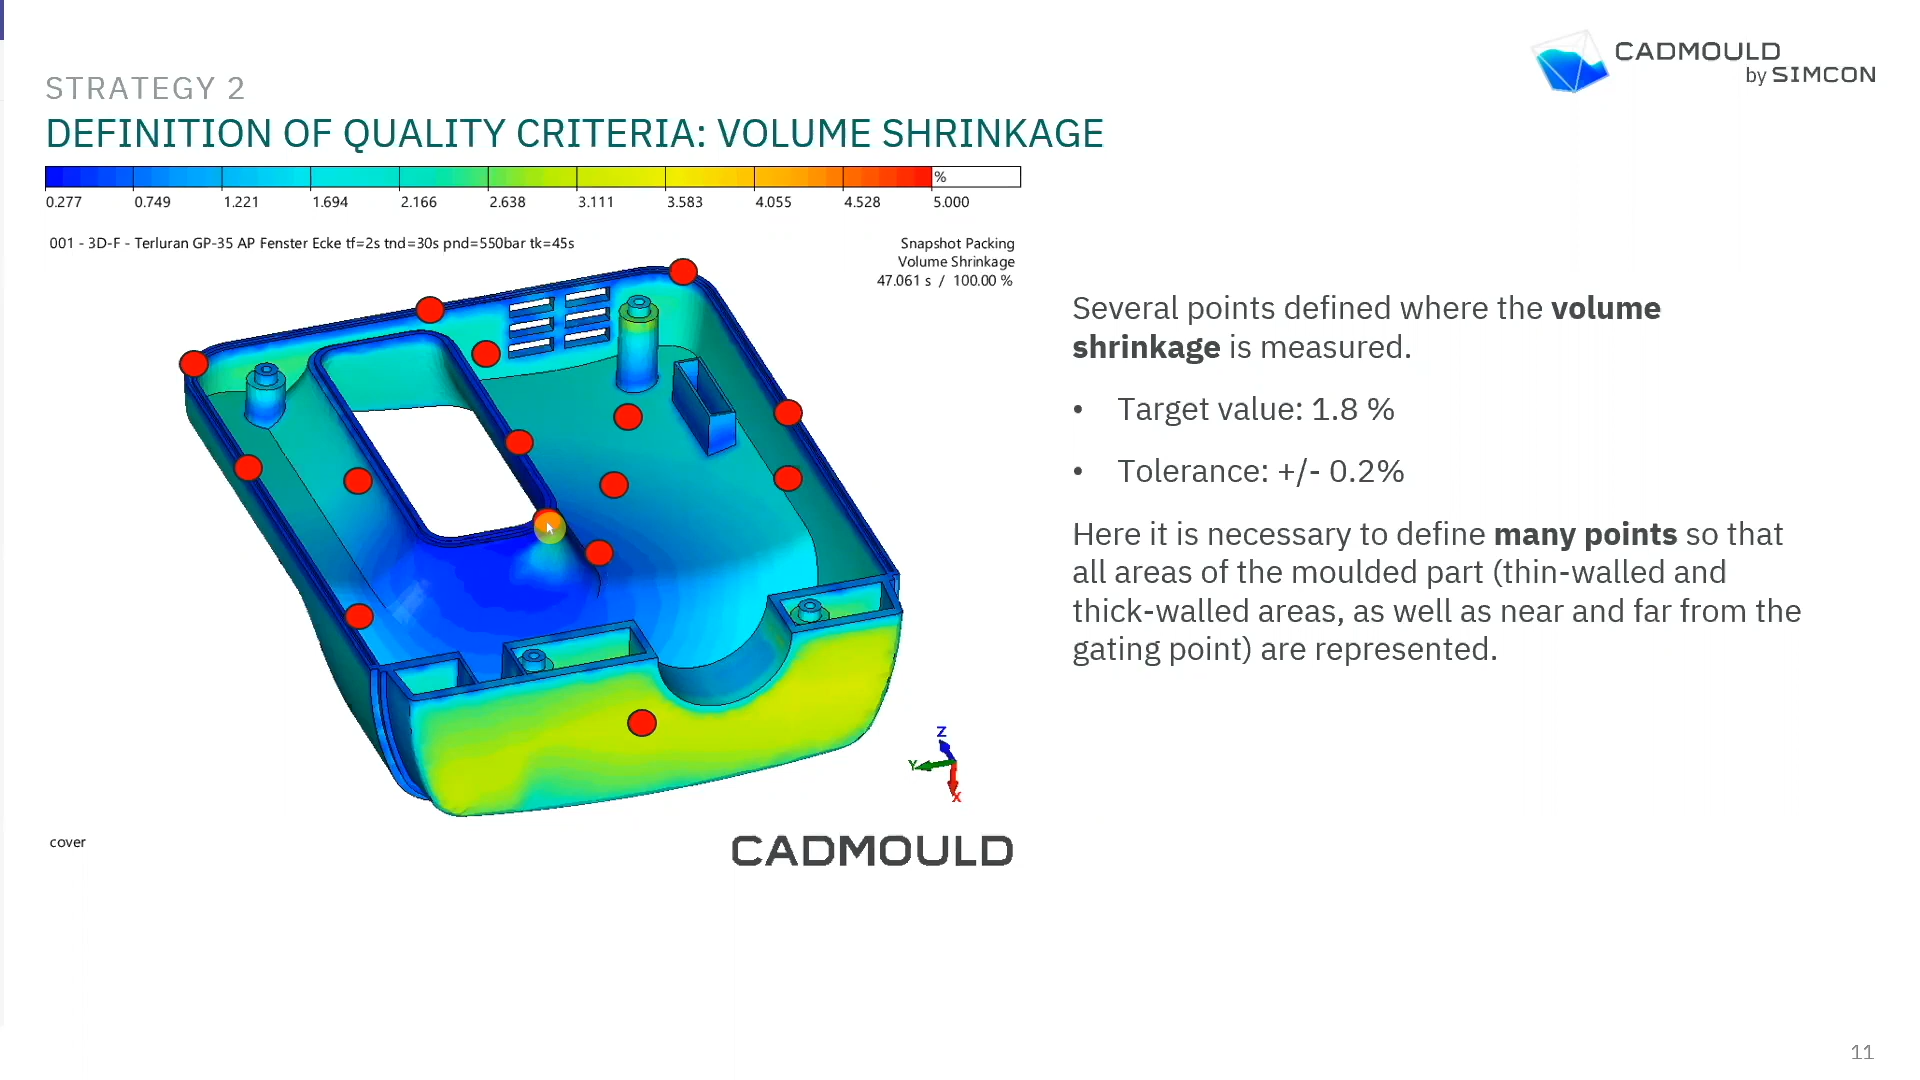 CADMOULD
by SIMCON
STRATEGY 2
DEFINITION OF QUALITY CRITERIA: VOLUME SHRINKAGE
%
0.277 0.749 1.221 1.694 2.166 2.638 3.111 3.583 4.055 4.528 5.000
001 - 3D-F - Terluran GP-35 AP Fenster Ecke tf=2s tnd=30s pnd=550bar tk=45s
Snapshot Packing
Volume Shrinkage
47.061 s / 100.00 %
Several points defined where the volume
shrinkage is measured.
• Target value: 1.8 %
• Tolerance: +/- 0.2%
Here it is necessary to define many points so that
all areas of the moulded part (thin-walled and
thick-walled areas, as well as near and far from the
gating point) are represented.
Z
Y
X
cover
CADMOULD
11